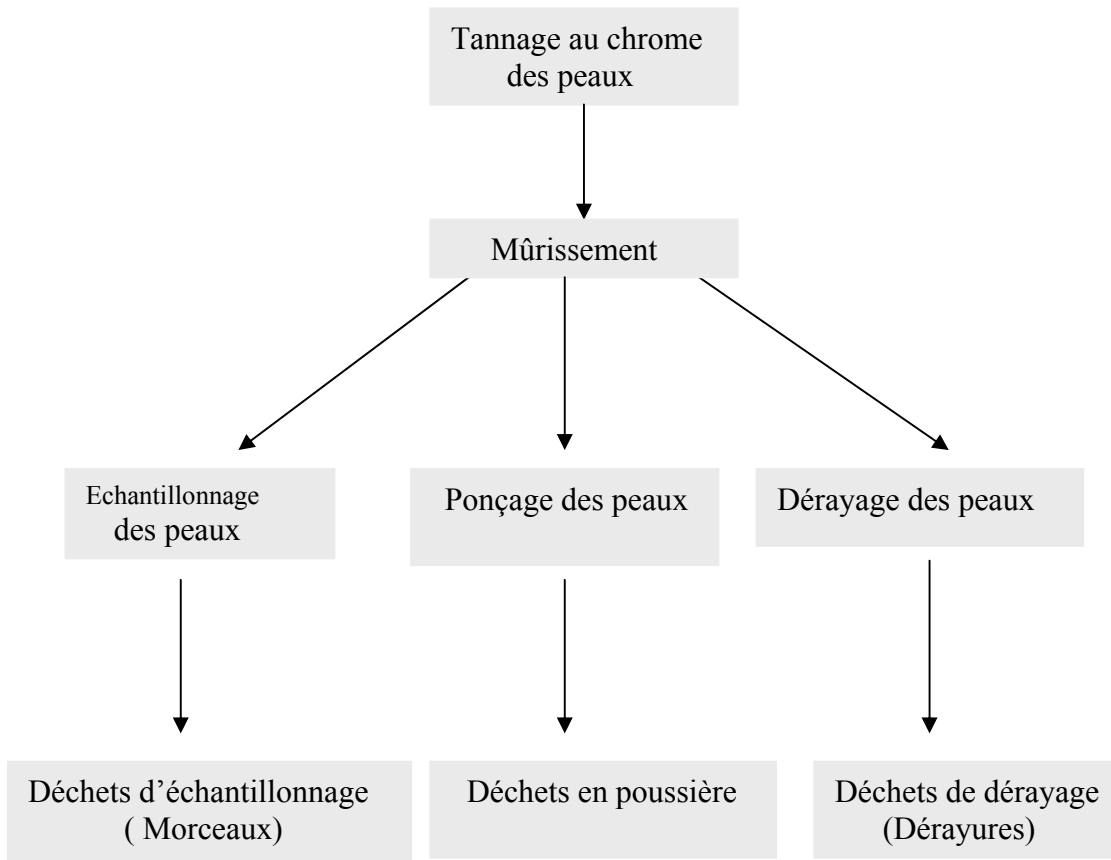 Tannage au chrome
des peaux
Mûrissement
Echantillonnage
des peaux
Ponçage des peaux
Dérayage des peaux
Déchets d’échantillonnage
( Morceaux)
Déchets en poussière
Déchets de dérayage
(Dérayures)